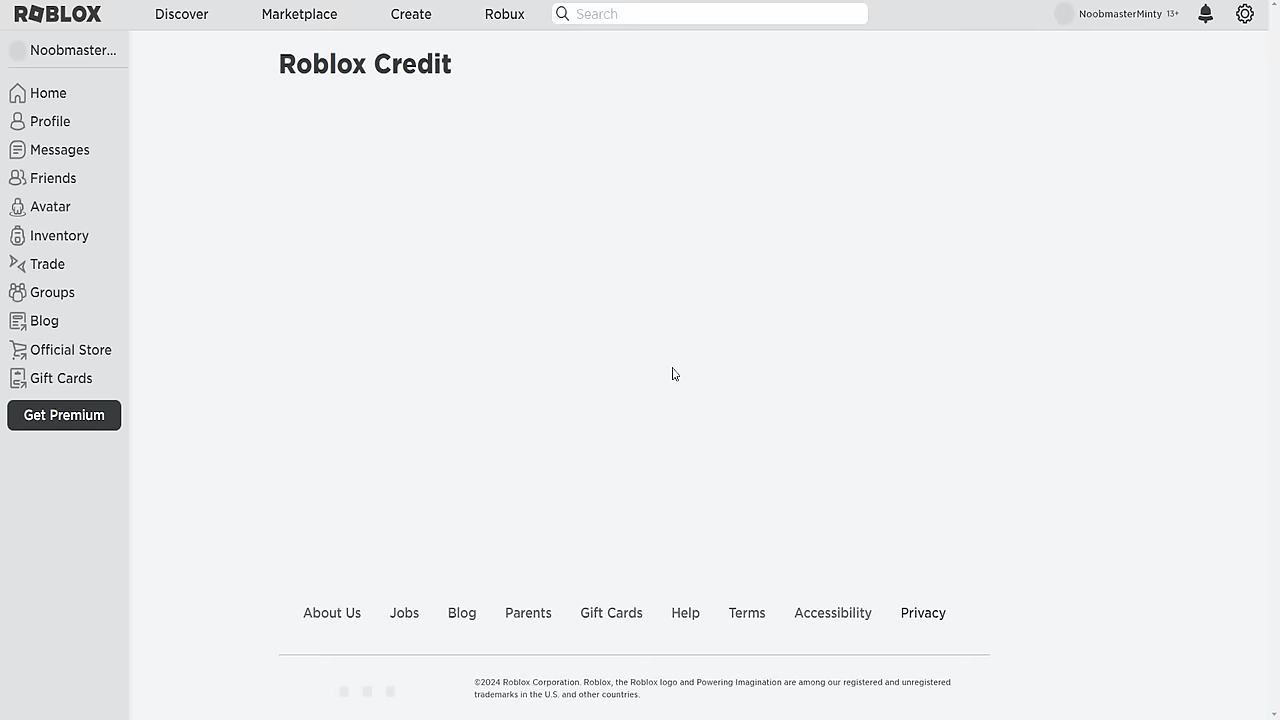 ROBLOX
Discover
Marketplace
Create
Robux
Search
NoobmasterMinty 13+
Noobmaster...
Home
Profile
Messages
Friends
Avatar
Inventory
Trade
Groups
Blog
Official Store
Gift Cards
Get Premium
Roblox Credit
About Us
Jobs
Blog
Parents
Gift Cards
Help
Terms
Accessibility
Privacy
©2024 Roblox Corporation. Roblox, the Roblox logo and Powering Imagination are among our registered and unregistered
trademarks in the U.S. and other countries.